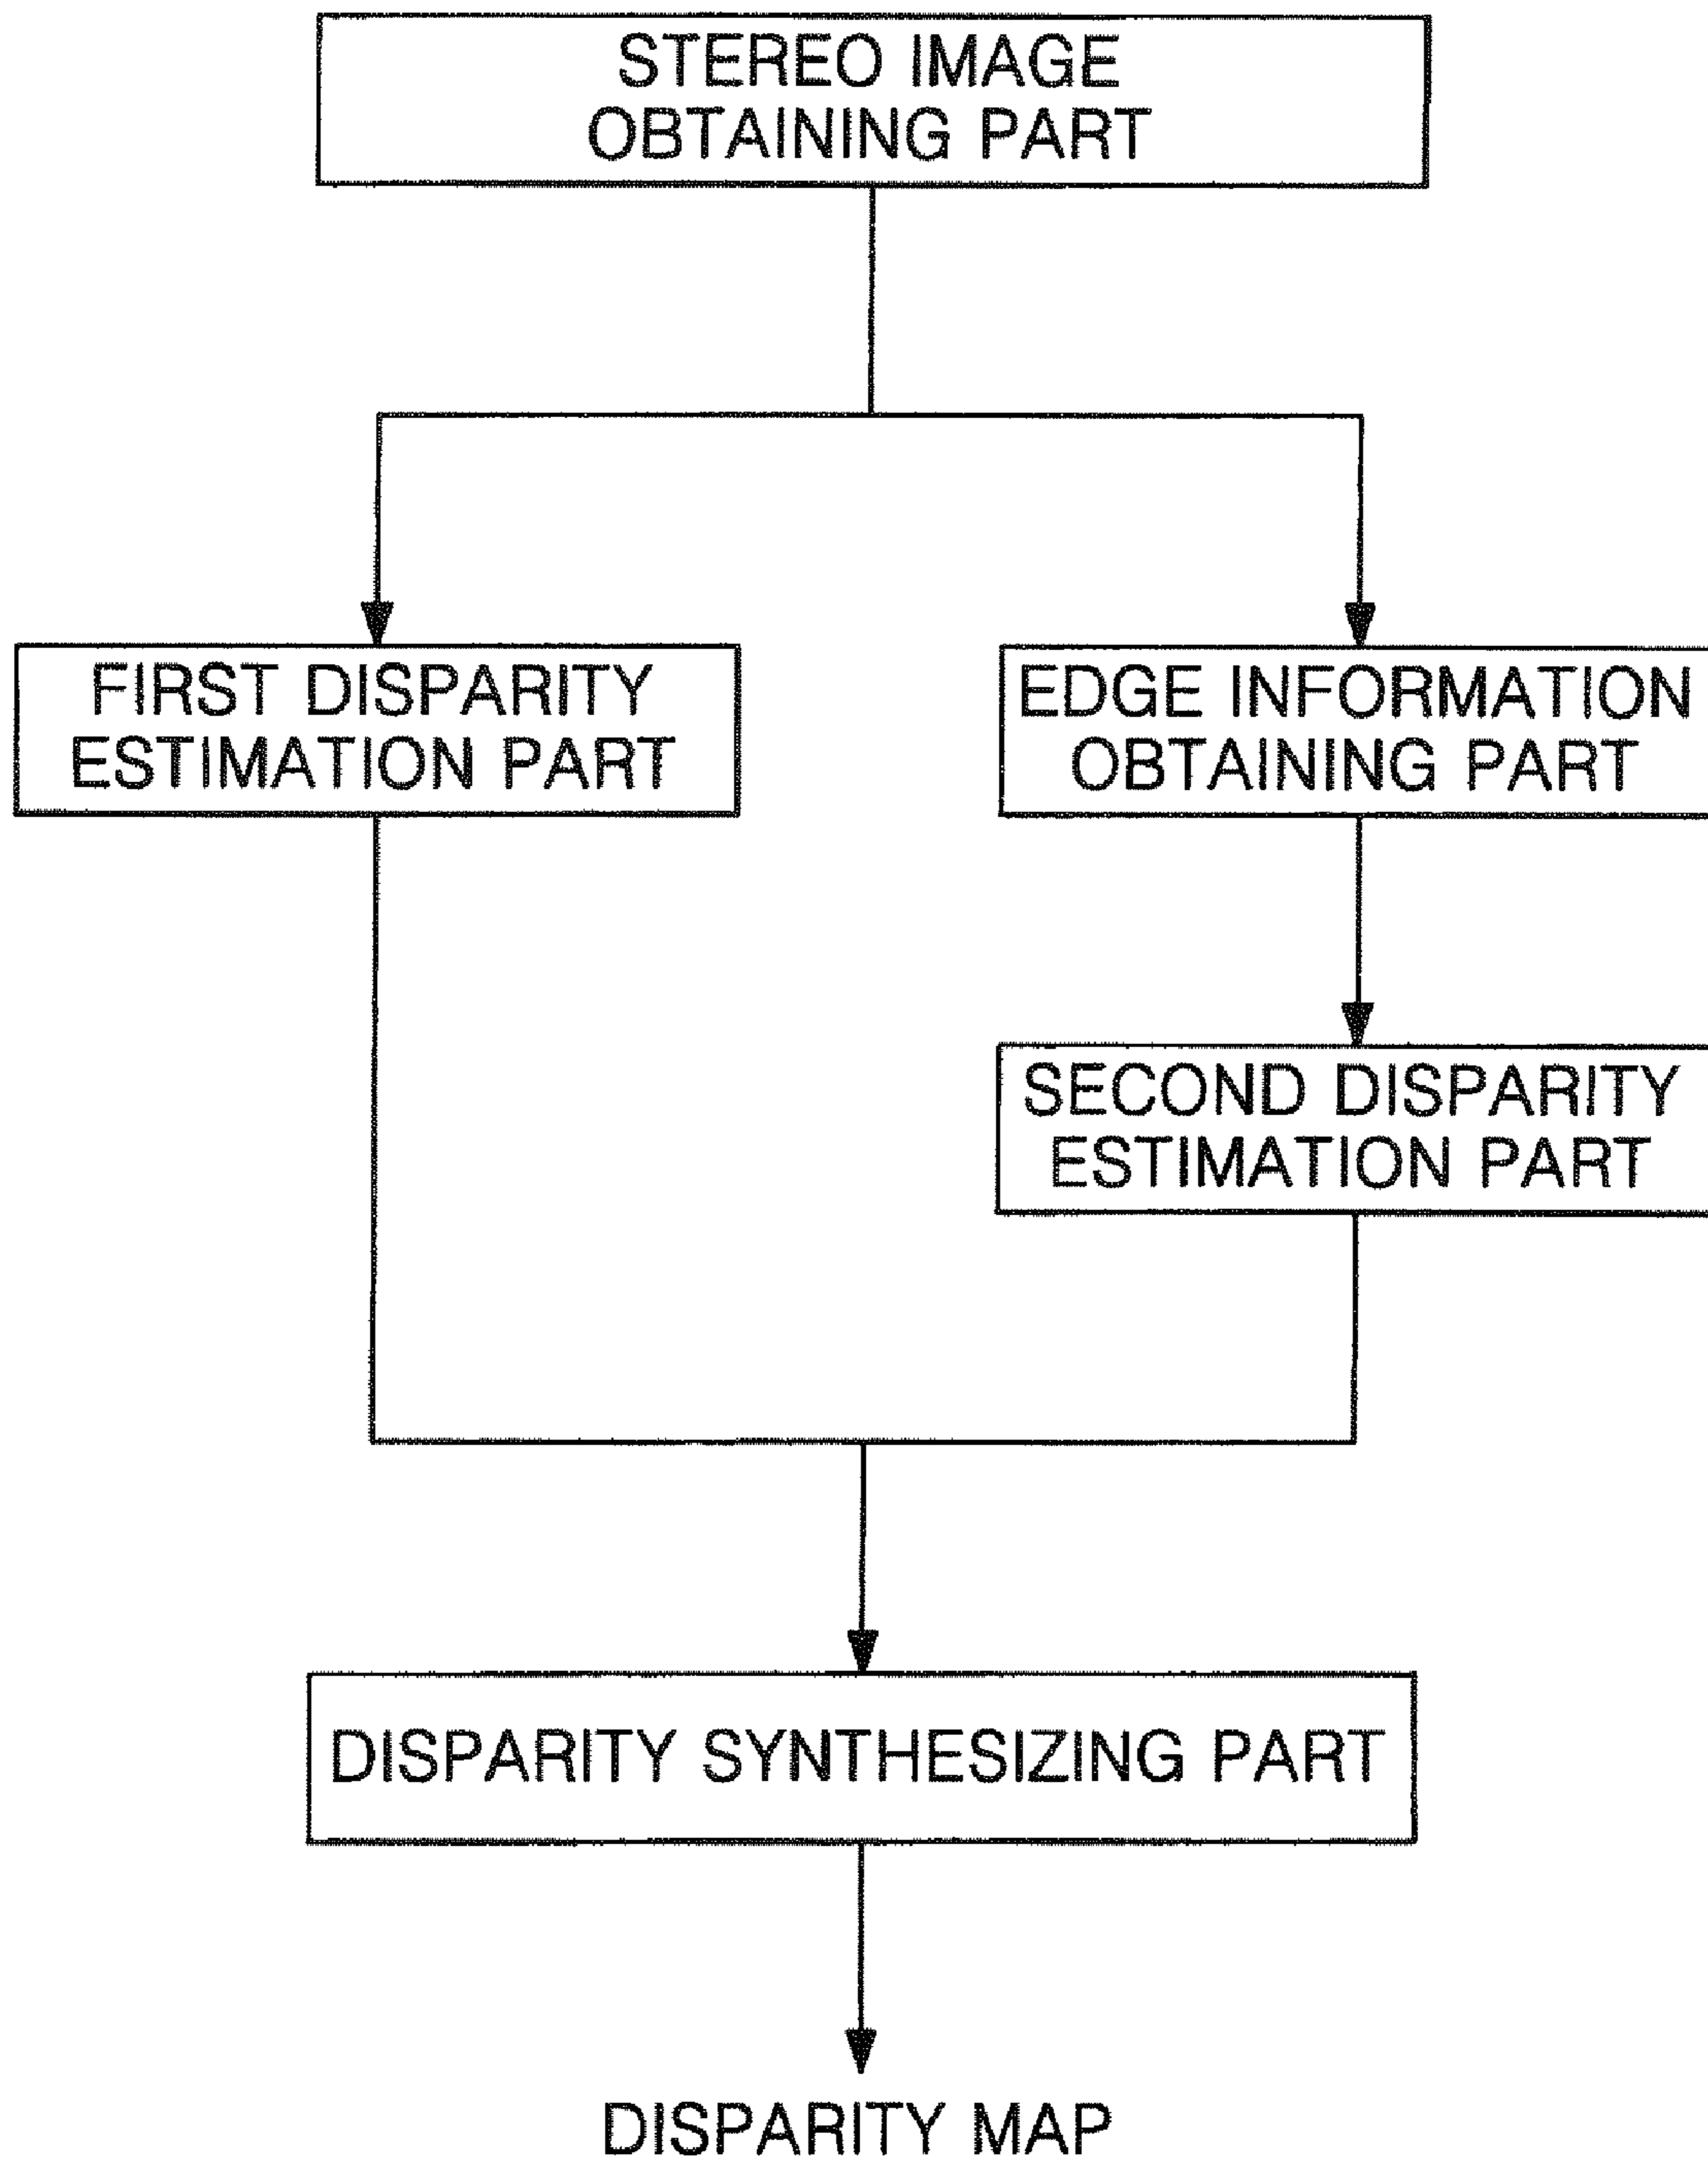 STEREO IMAGE
OBTAINING PART
FIRST DISPARITY
ESTIMATION PART
EDGE INFORMATION
OBTAINING PART
SECOND DISPARITY
ESTIMATION PART
DISPARITY SYNTHESIZING PART
DISPARITY MAP